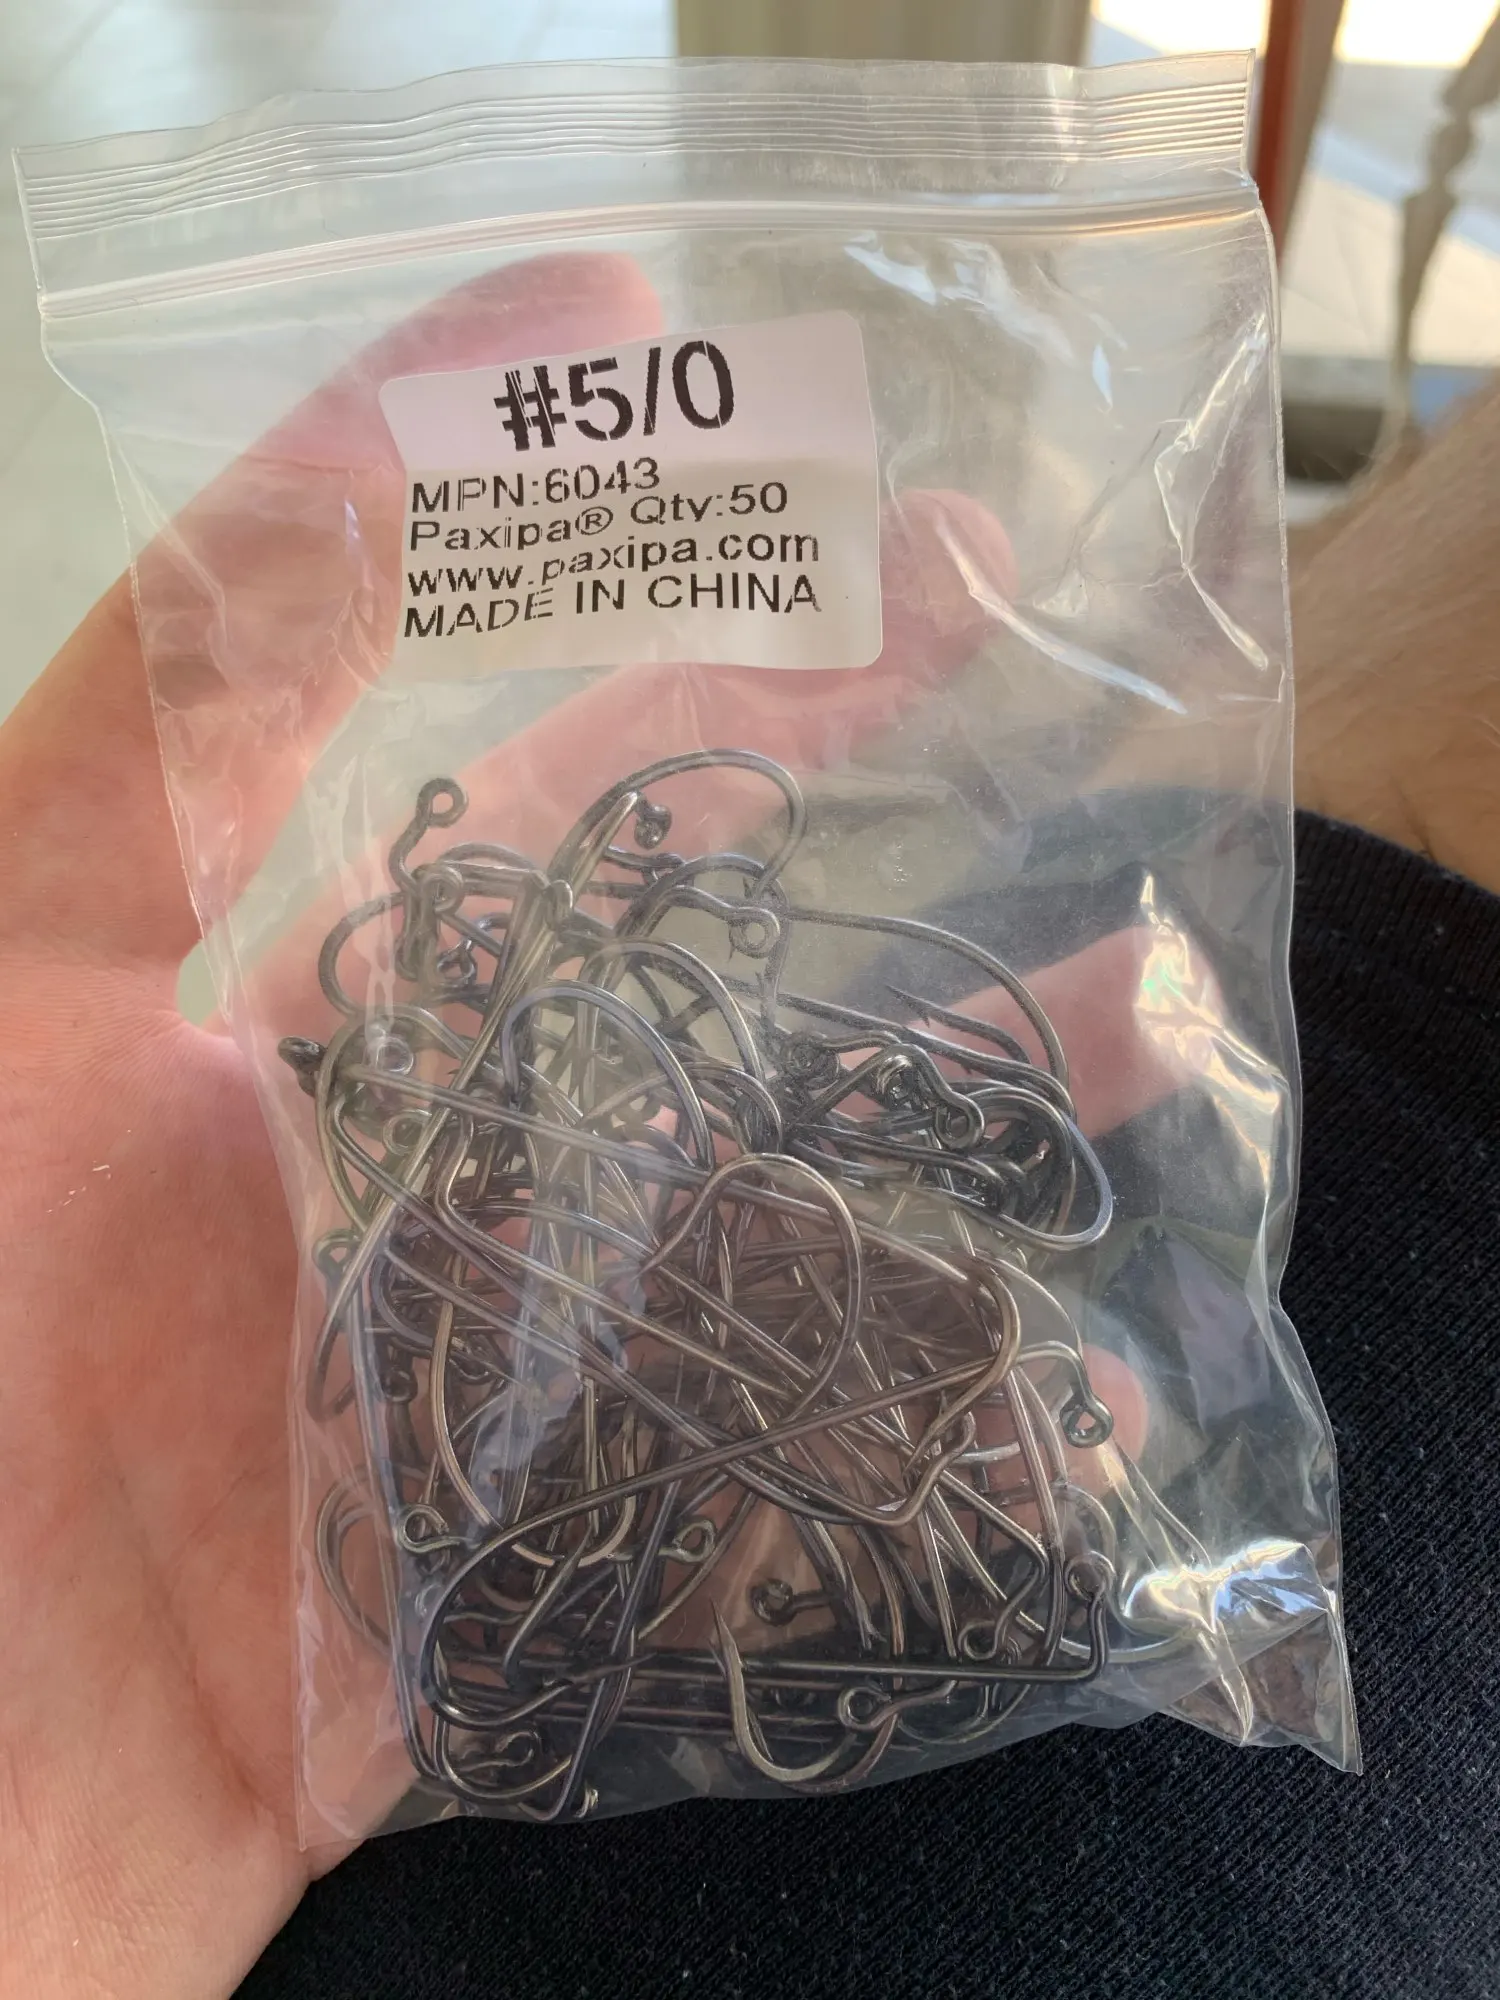 #5/0
MPN:6043
Paxipa® Qty:50
www.paxipa.com
MADE IN CHINA